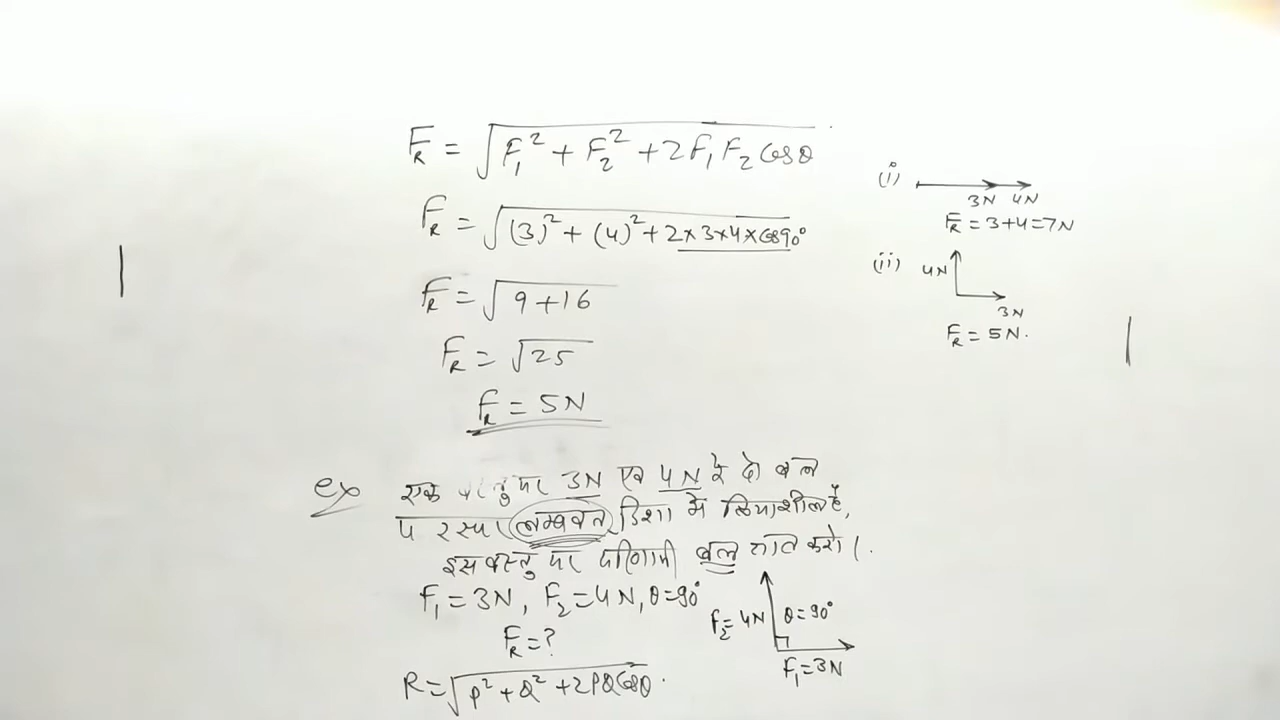 F_R = √F₁² + F₂² + 2F₁F₂ cosθ
F_R = √(3)² + (4)² + 2×3×4×cos90°
F_R = √9+16
F_R = √25
F_R = 5N
(i)
3N 4N
F_R = 3+4=7N
(ii)
4N
3N
F_R = 5N.
ex एक वस्तु पर 3N एवं 4N के दो बल
परस्पर लम्बवत दिशा में क्रियाशील है,
इस वस्तु पर परिणामी बल ज्ञात करो।
F₁=3N, F₂=4N, θ=90°
F_R=?
R=√P²+Q²+2PQcosθ.
F₂=4N θ=90°
F₁=3N